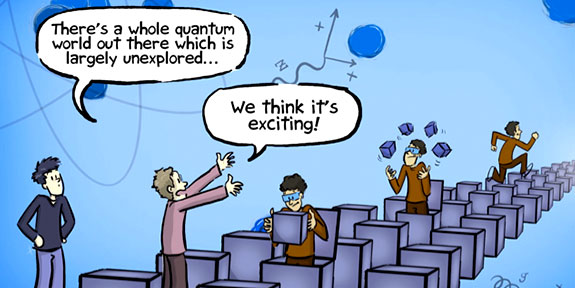 There's a whole quantum
world out there which is
largely unexplored...
We think it's
exciting!
z
x